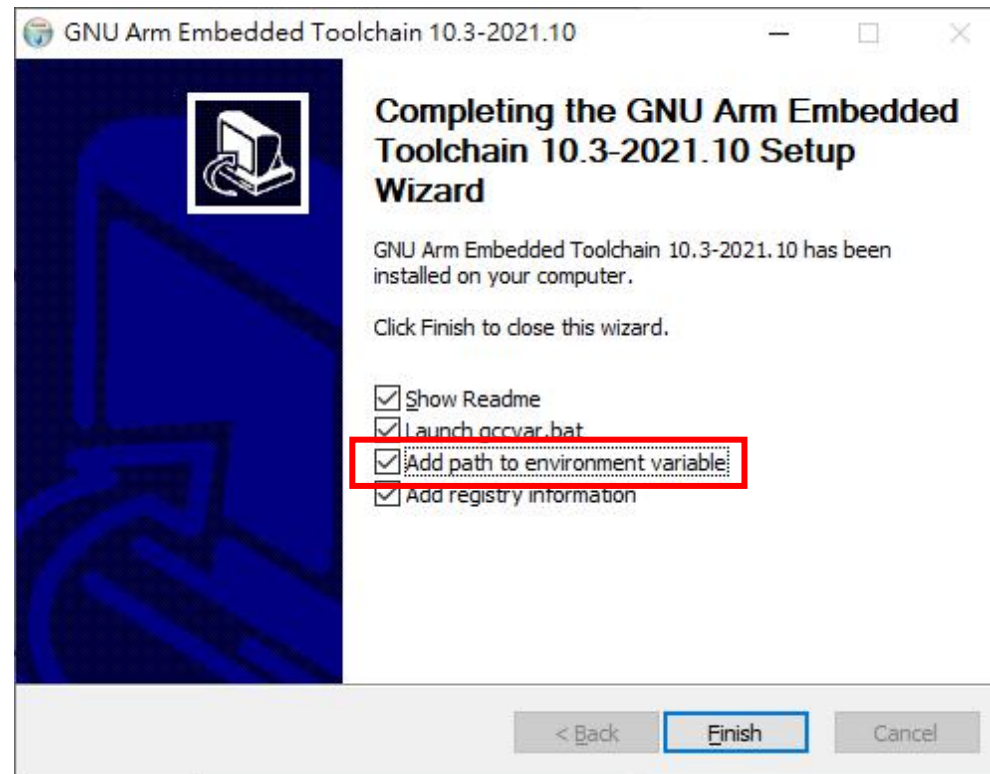 GNU Arm Embedded Toolchain 10.3-2021.10
Completing the GNU Arm Embedded
Toolchain 10.3-2021.10 Setup
Wizard
GNU Arm Embedded Toolchain 10.3-2021.10 has been
installed on your computer.
Click Finish to close this wizard.
Show Readme
Launch gccvar.bat
Add path to environment variable
Add registry information
< Back
Finish
Cancel